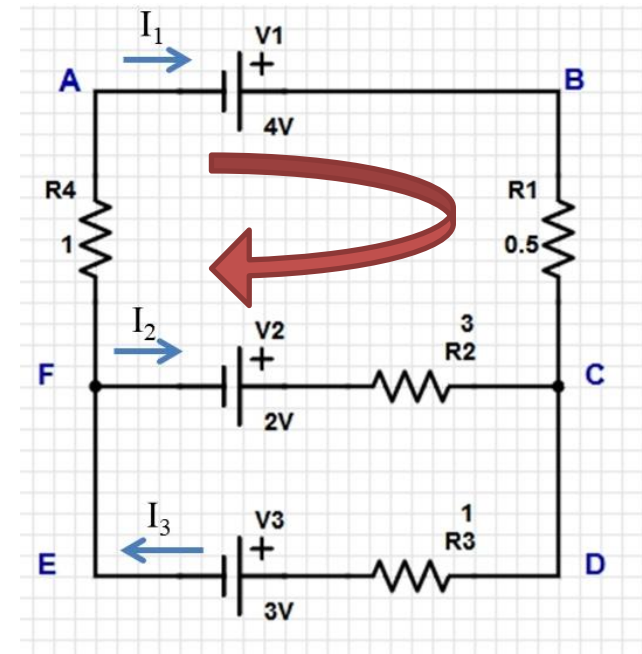 I₁
V1
+
A
B
4V
R4
R1
1
0.5
I₂
V2
+
3
R2
F
C
2V
I₃
V3
+
1
R3
E
D
3V